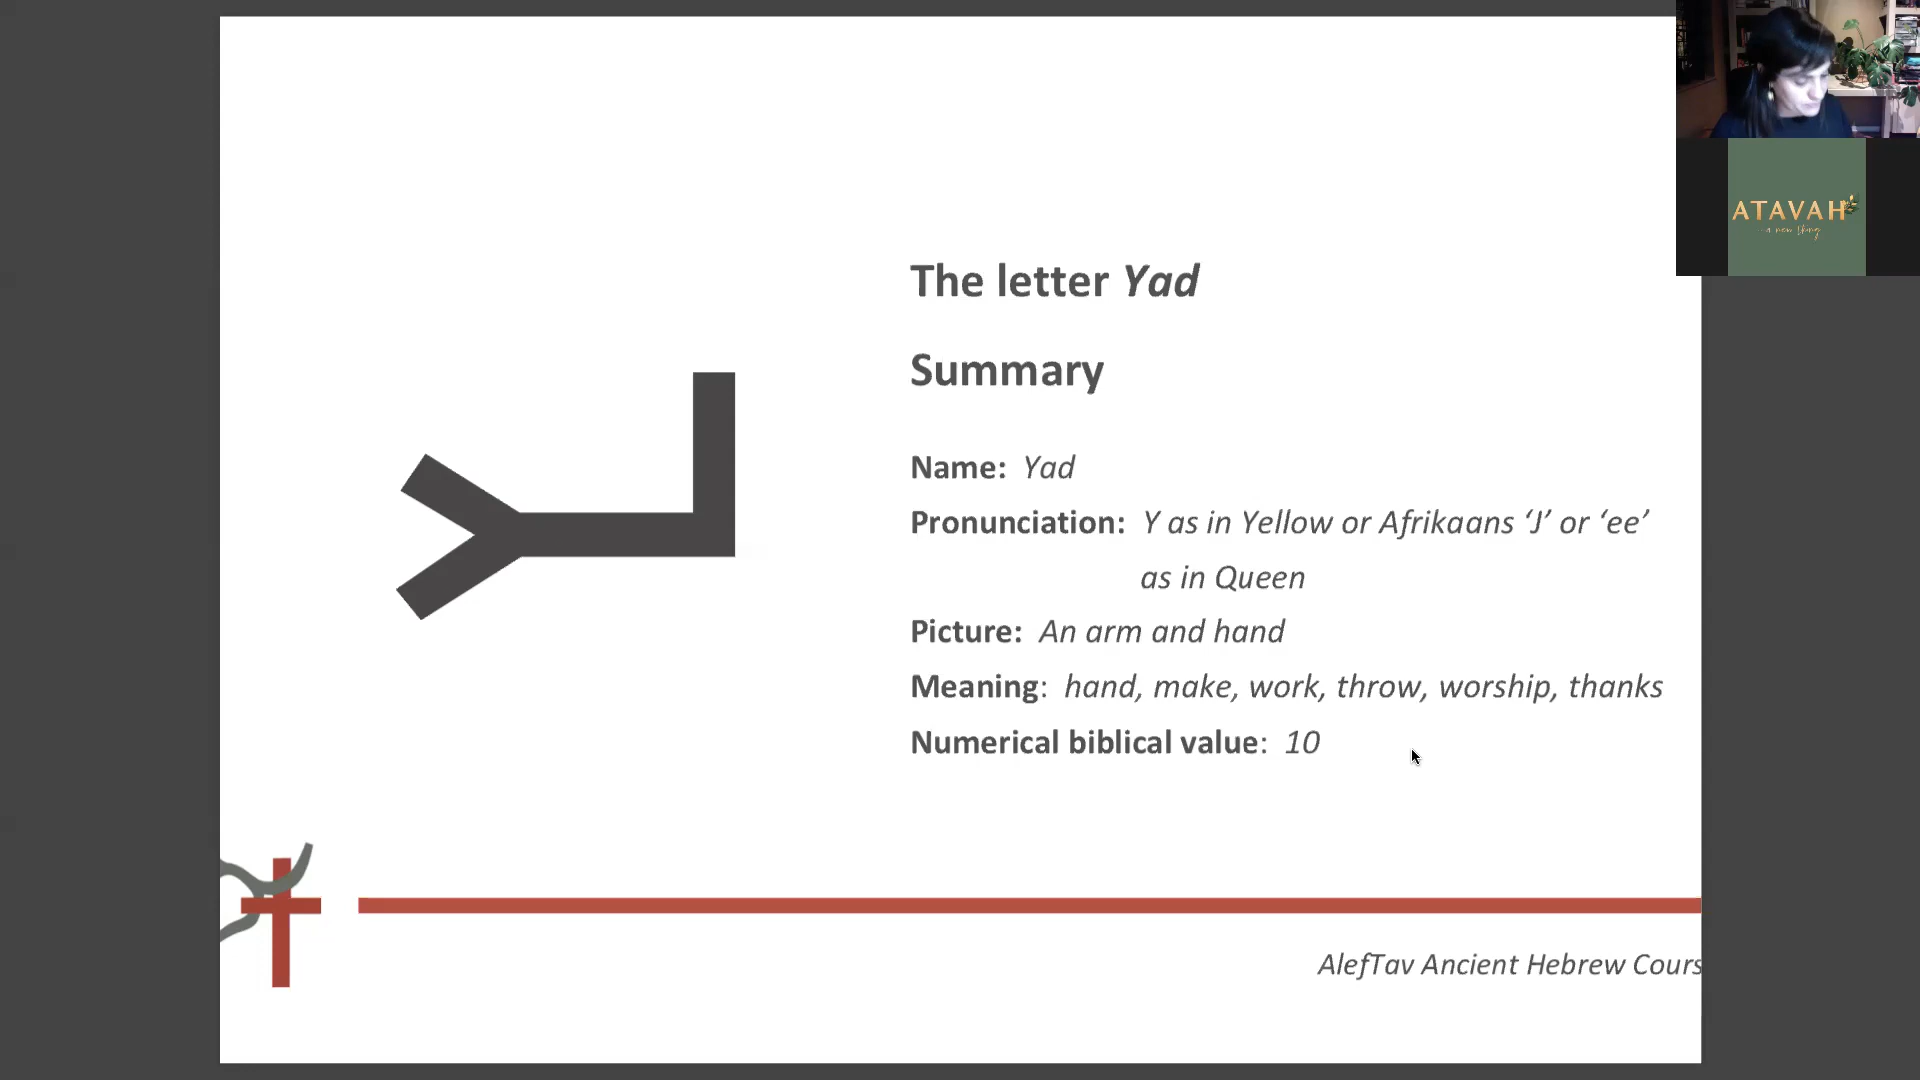 The letter Yad
Summary
Name: Yad
Pronunciation: Y as in Yellow or Afrikaans ‘J’ or ‘ee’
as in Queen
Picture: An arm and hand
Meaning: hand, make, work, throw, worship, thanks
Numerical biblical value: 10
AlefTav Ancient Hebrew Cours
ATAVAH
a new thing